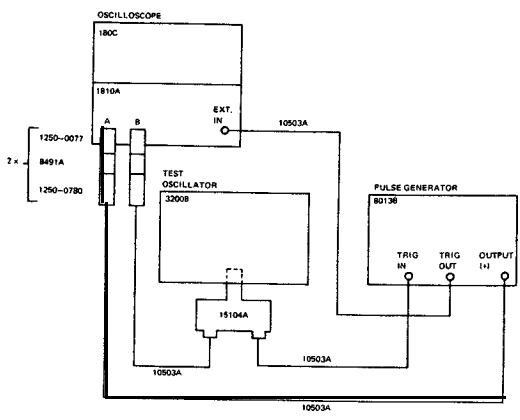 OSCILLOSCOPE
180C
1810A
A B
EXT.
IN
10503A
1250-0077
2 x 8491A
1250-0780
TEST
OSCILLATOR
3200B
PULSE GENERATOR
8013B
TRIG
IN
TRIG
OUT
OUTPUT
(+)
15104A
10503A
10503A
10503A